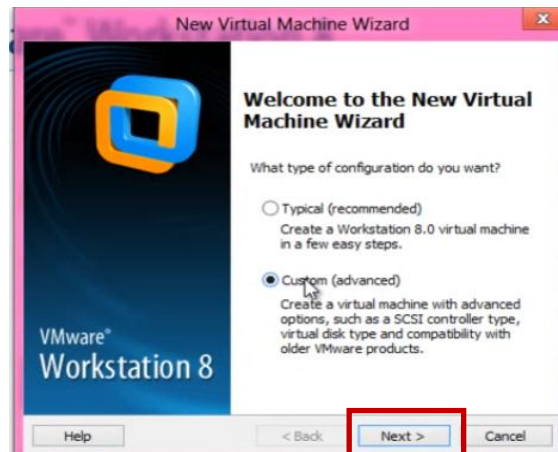 New Virtual Machine Wizard
Welcome to the New Virtual
Machine Wizard
What type of configuration do you want?
Typical (recommended)
Create a Workstation 8.0 virtual machine
in a few easy steps.
Custom (advanced)
Create a virtual machine with advanced
options, such as a SCSI controller type,
virtual disk type and compatibility with
older VMware products.
VMware®
Workstation 8
Help
< Back
Next >
Cancel